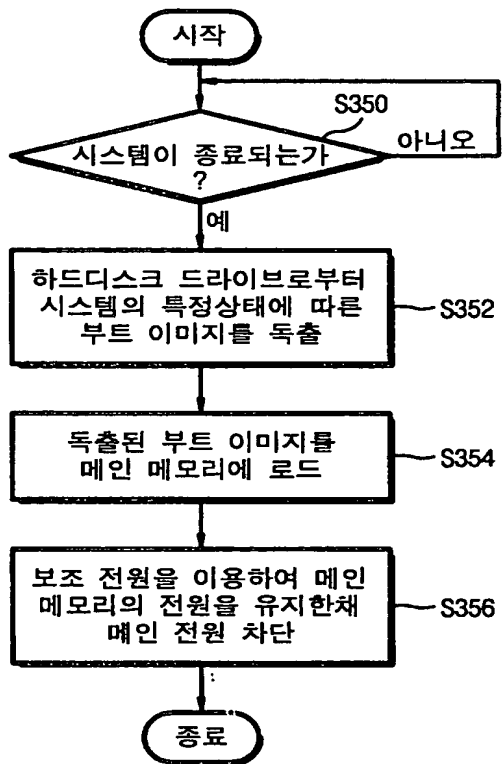 시작
S350
시스템이 종료되는가
?
아니오
예
하드디스크 드라이브로부터
시스템의 특정상태에 따른
부트 이미지를 독출
S352
독출된 부트 이미지를
메인 메모리에 로드
S354
보조 전원을 이용하여 메인
메모리의 전원을 유지한채
메인 전원 차단
S356
종료